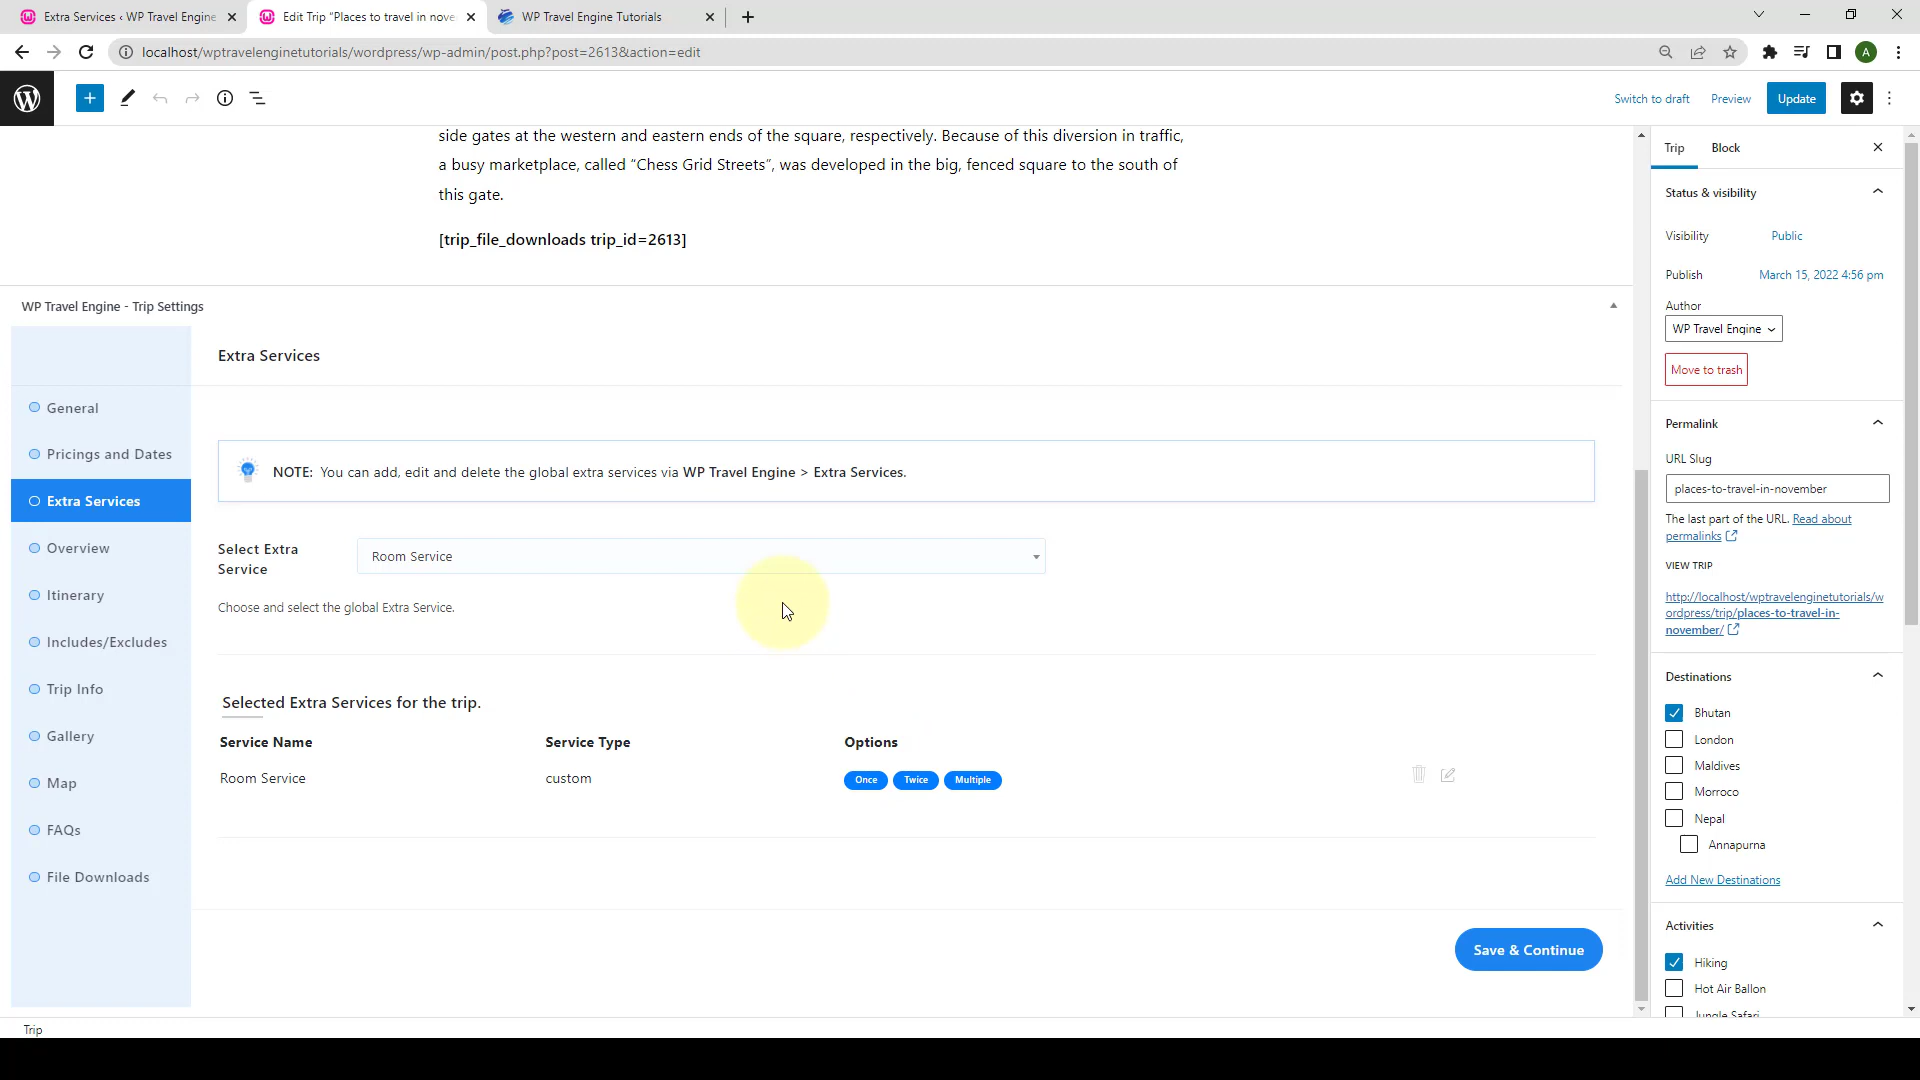 Extra Services ‹ WP Travel Engine
Edit Trip “Places to travel in nove
WP Travel Engine Tutorials
localhost/wptravelenginetutorials/wordpress/wp-admin/post.php?post=2613&action=edit
A
Switch to draft
Preview
Update
side gates at the western and eastern ends of the square, respectively. Because of this diversion in traffic,
a busy marketplace, called “Chess Grid Streets”, was developed in the big, fenced square to the south of
this gate.
[trip_file_downloads trip_id=2613]
WP Travel Engine - Trip Settings
General
Pricings and Dates
Extra Services
Overview
Itinerary
Includes/Excludes
Trip Info
Gallery
Map
FAQs
File Downloads
Extra Services
NOTE: You can add, edit and delete the global extra services via WP Travel Engine > Extra Services.
Select Extra
Service
Room Service
Choose and select the global Extra Service.
Selected Extra Services for the trip.
Service Name Service Type Options
Room Service custom Once Twice Multiple
Save & Continue
Trip
Trip Block
Status & visibility
Visibility Public
Publish March 15, 2022 4:56 pm
Author
WP Travel Engine
Move to trash
Permalink
URL Slug
places-to-travel-in-november
The last part of the URL. Read about
permalinks
VIEW TRIP
http://localhost/wptravelenginetutorials/w
ordpress/trip/places-to-travel-in-
november/
Destinations
Bhutan
London
Maldives
Morroco
Nepal
Annapurna
Add New Destinations
Activities
Hiking
Hot Air Ballon
Jungle Safari